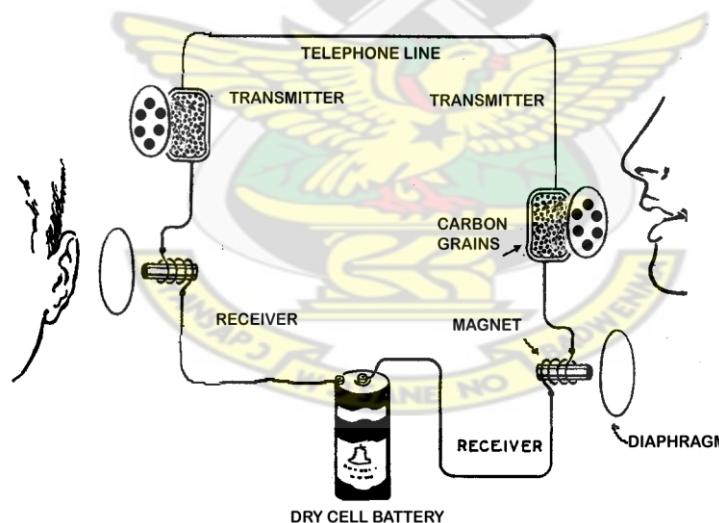 TELEPHONE LINE
TRANSMITTER
TRANSMITTER
CARBON
GRAINS
RECEIVER
MAGNET
RECEIVER
DIAPHRAGM
DRY CELL BATTERY